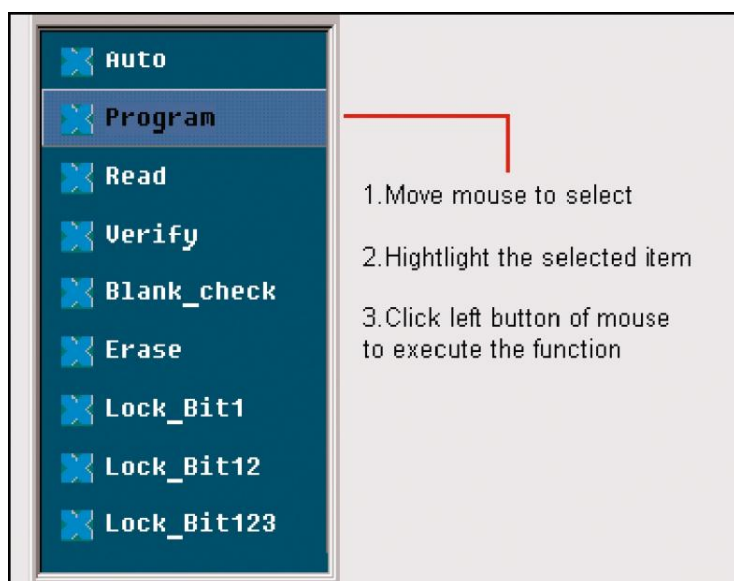 Auto
Program
Read
Verify
Blank_check
Erase
Lock_Bit1
Lock_Bit12
Lock_Bit123
1.Move mouse to select
2.Hightlight the selected item
3.Click left button of mouse
to execute the function